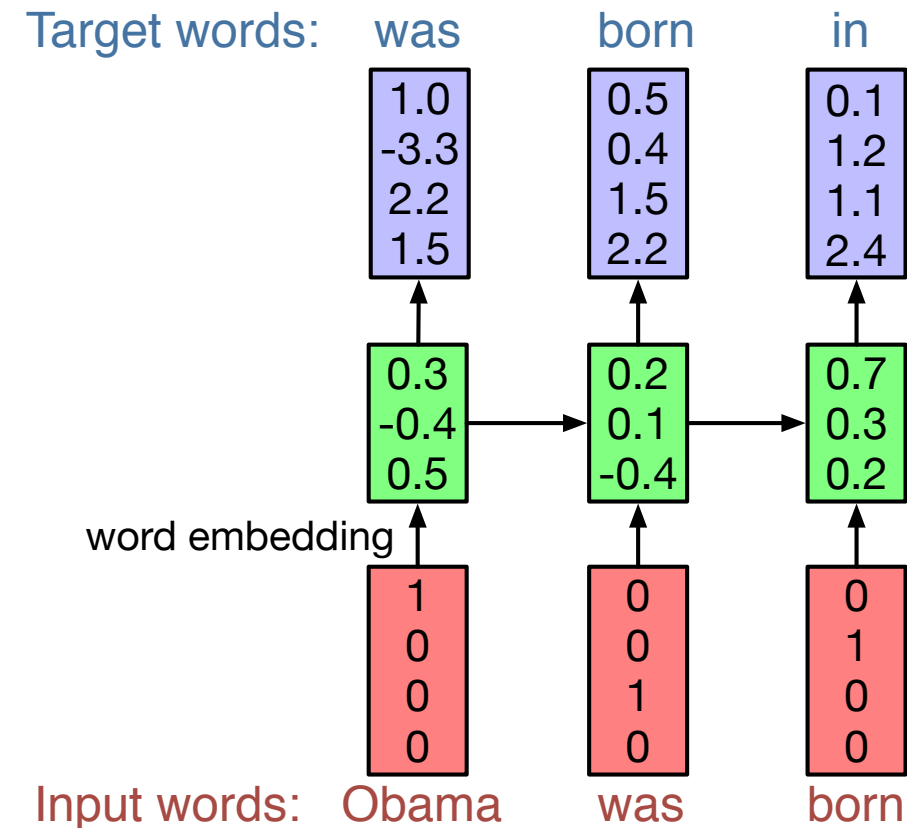 Target words: was born in
1.0 0.5 0.1
-3.3 0.4 1.2
2.2 1.5 1.1
1.5 2.2 2.4
0.3 0.2 0.7
-0.4 0.1 0.3
0.5 -0.4 0.2
word embedding
1 0 0
0 0 1
0 1 0
0 0 0
Input words: Obama was born